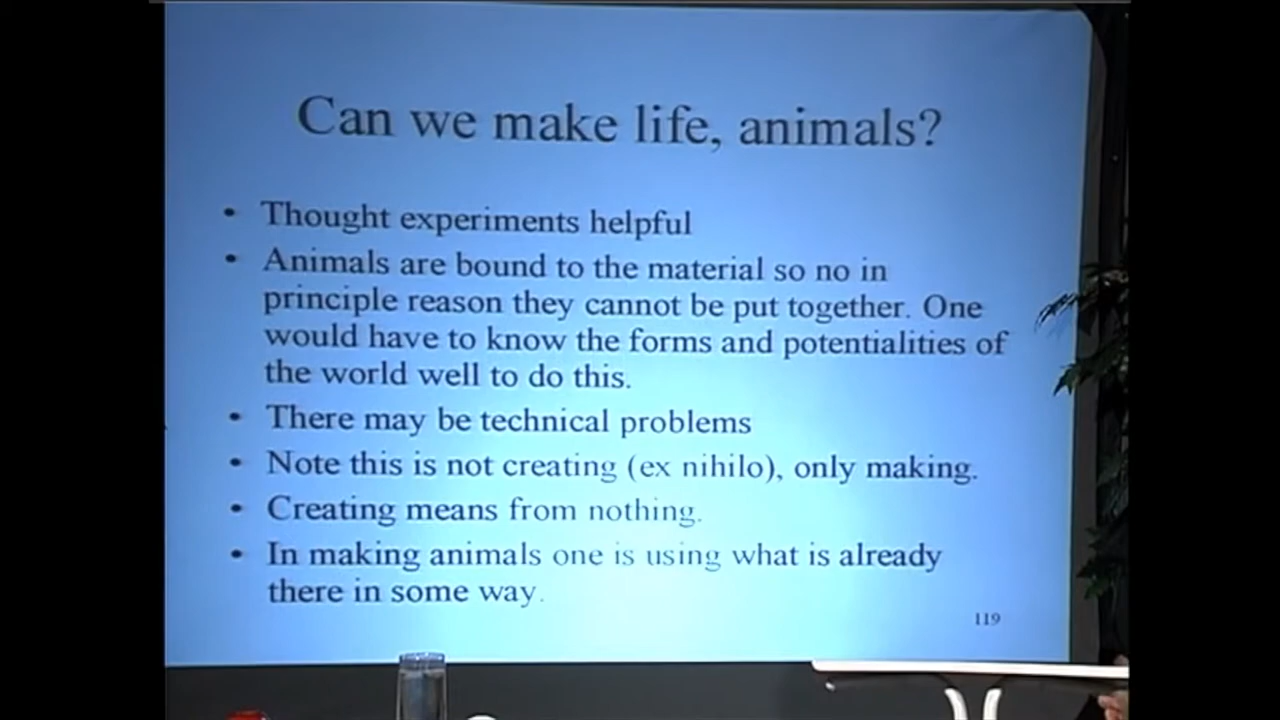 Can we make life, animals?
• Thought experiments helpful
• Animals are bound to the material so no in
principle reason they cannot be put together. One
would have to know the forms and potentialities of
the world well to do this.
• There may be technical problems
• Note this is not creating (ex nihilo), only making.
• Creating means from nothing.
• In making animals one is using what is already
there in some way.
119